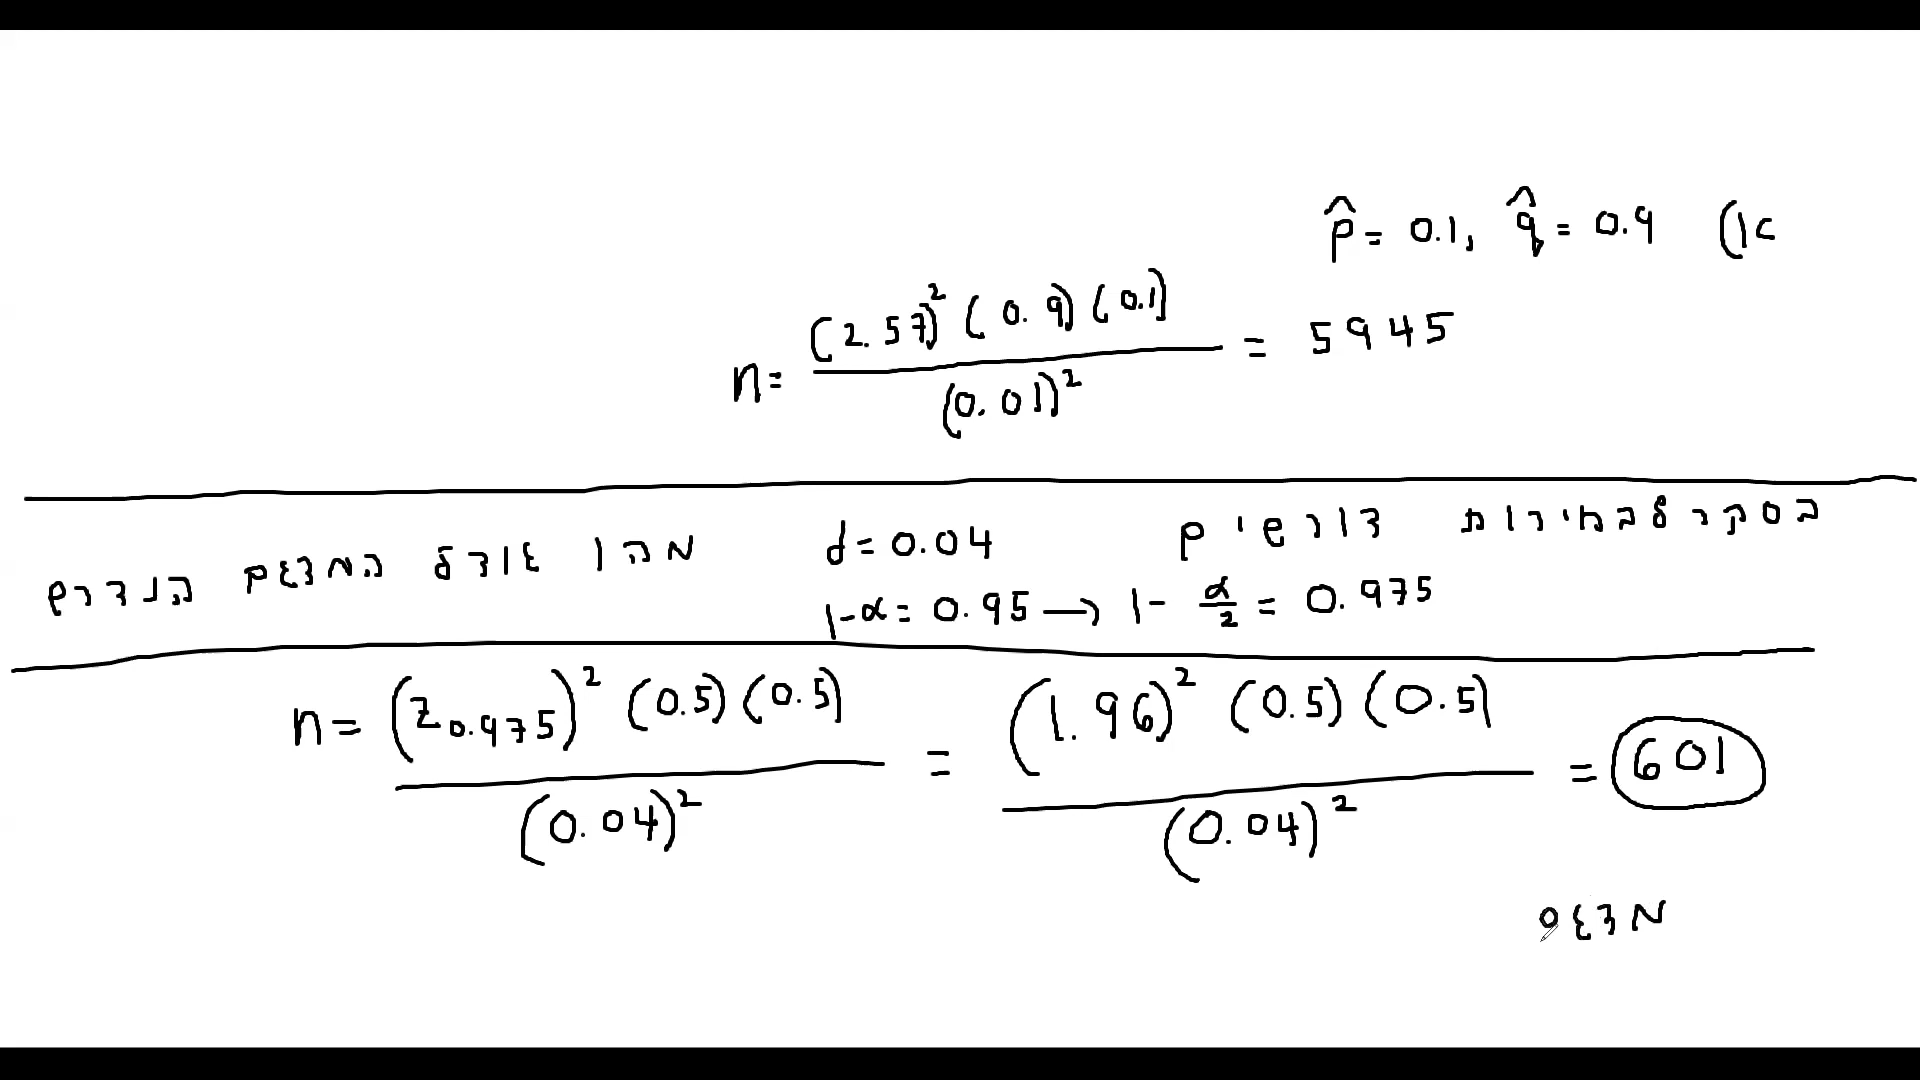 אז) p̂ = 0.1, q̂ = 0.9
n = (2.57)² (0.9) (0.1) / (0.01)² = 5945
בסקר לבחירות דורשים d = 0.04 מהו גודל המדגם הנדרש
1-α = 0.95 → 1 - α/2 = 0.975
n = (Z₀.₉₇₅)² (0.5) (0.5) / (0.04)² = (1.96)² (0.5) (0.5) / (0.04)² = 601
מדגם